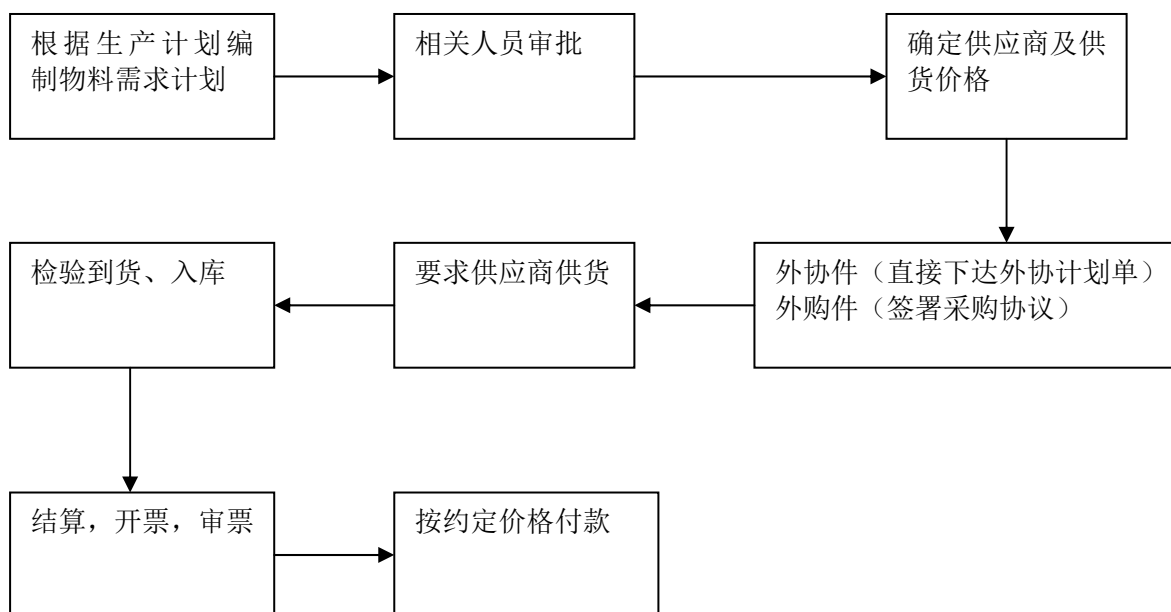 根据生产计划编
制物料需求计划
相关人员审批
确定供应商及供
货价格
外协件（直接下达外协计划单）
外购件（签署采购协议）
要求供应商供货
检验到货、入库
结算，开票，审票
按约定价格付款